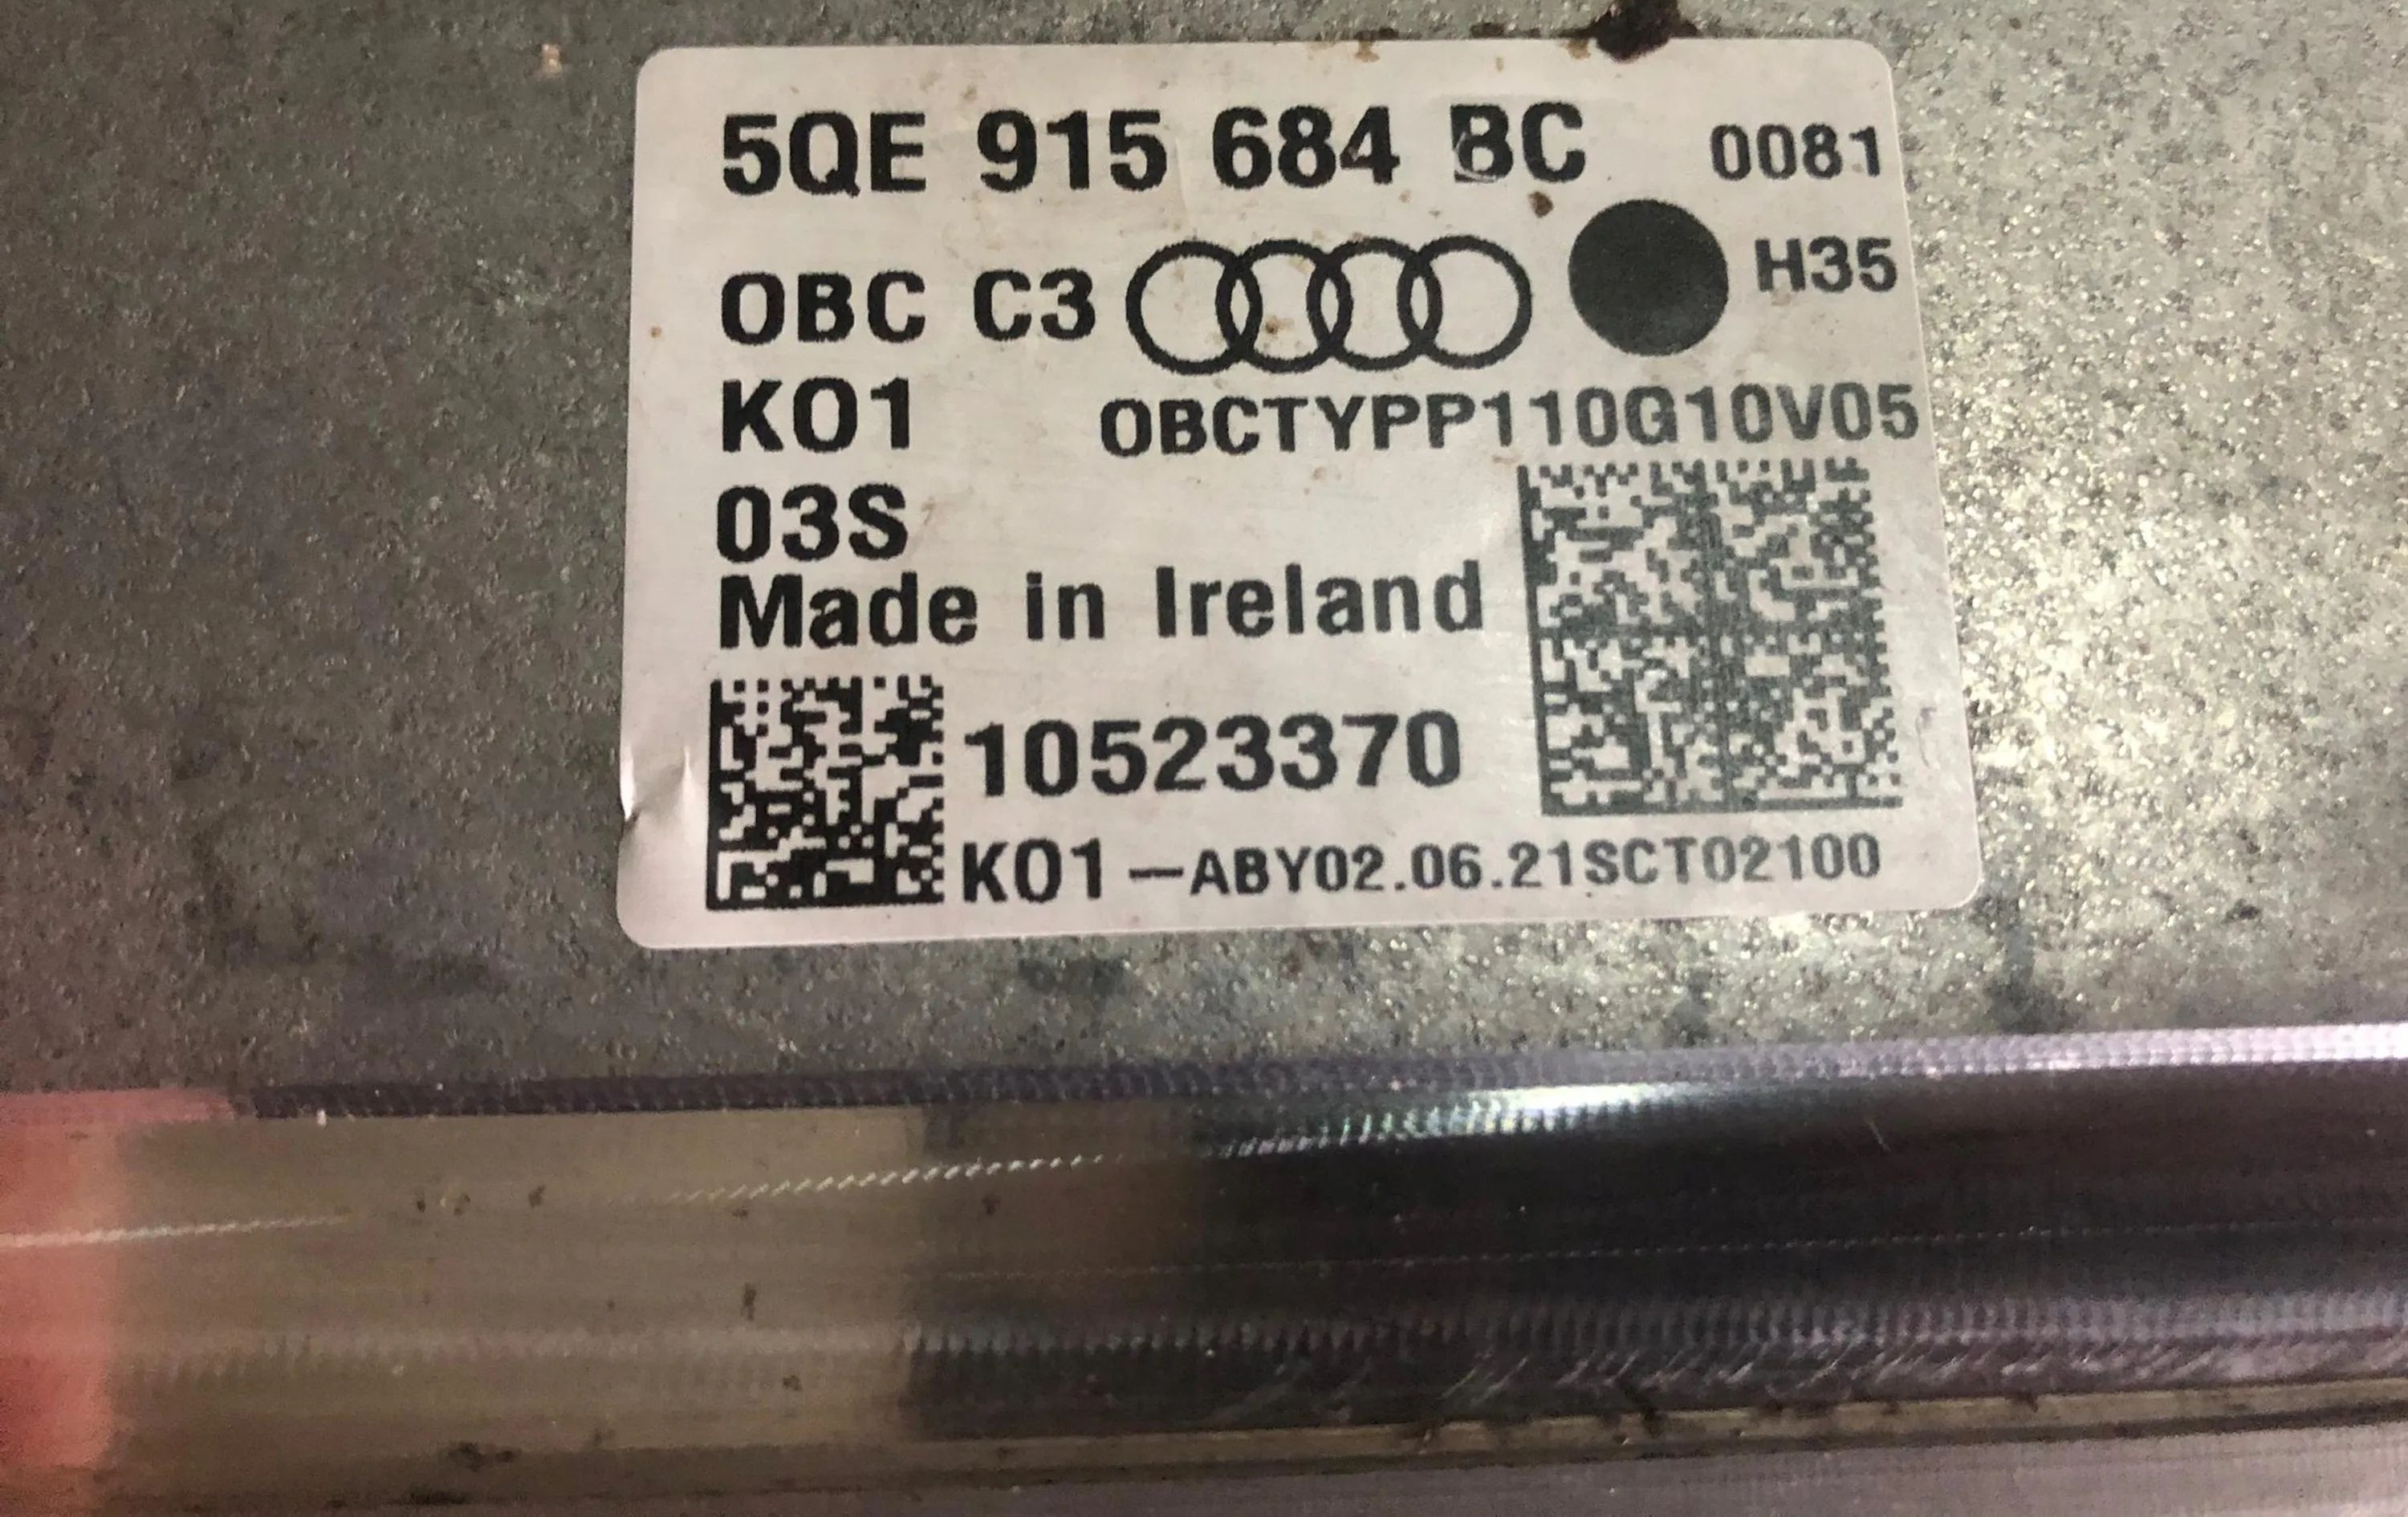 5QE 915 684 BC 0081
OBC C3 H35
K01 OBCTYPP110G10V05
03S
Made in Ireland
10523370
K01 —ABY02.06.21SCT02100